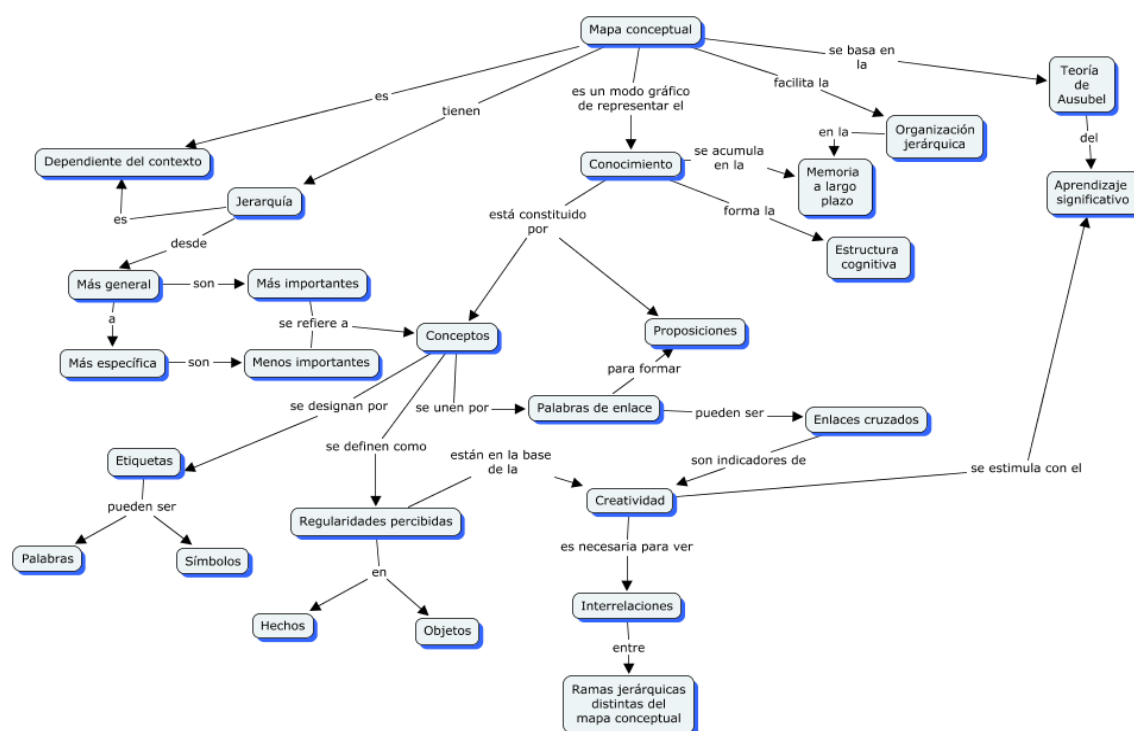 Mapa conceptual
se basa en
la
Teoría
de
Ausubel
facilita la
es
es un modo gráfico
de representar el
tienen
Organización
jerárquica
en la
del
Dependiente del contexto
Conocimiento
se acumula
en la
Memoria
a largo
plazo
Aprendizaje
significativo
Jerarquía
es
está constituido
por
forma la
desde
Estructura
cognitiva
Más general
son
Más importantes
a
se refiere a
Conceptos
Proposiciones
Más específica
son
Menos importantes
para formar
se designan por
se unen por
Palabras de enlace
pueden ser
Enlaces cruzados
se definen como
están en la base
de la
son indicadores de
Etiquetas
se estimula con el
pueden ser
Creatividad
Regularidades percibidas
Palabras
Símbolos
es necesaria para ver
en
Interrelaciones
Hechos
Objetos
entre
Ramas jerárquicas
distintas del
mapa conceptual